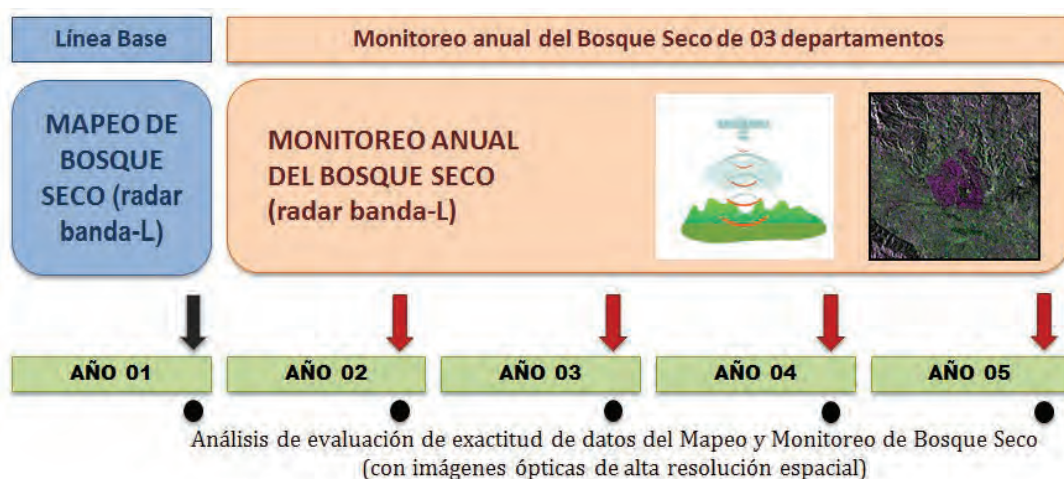 Línea Base
Monitoreo anual del Bosque Seco de 03 departamentos
MAPEO DE
BOSQUE
SECO (radar
banda-L)
MONITOREO ANUAL
DEL BOSQUE SECO
(radar banda-L)
AÑO 01
AÑO 02
AÑO 03
AÑO 04
AÑO 05
Análisis de evaluación de exactitud de datos del Mapeo y Monitoreo de Bosque Seco
(con imágenes ópticas de alta resolución espacial)